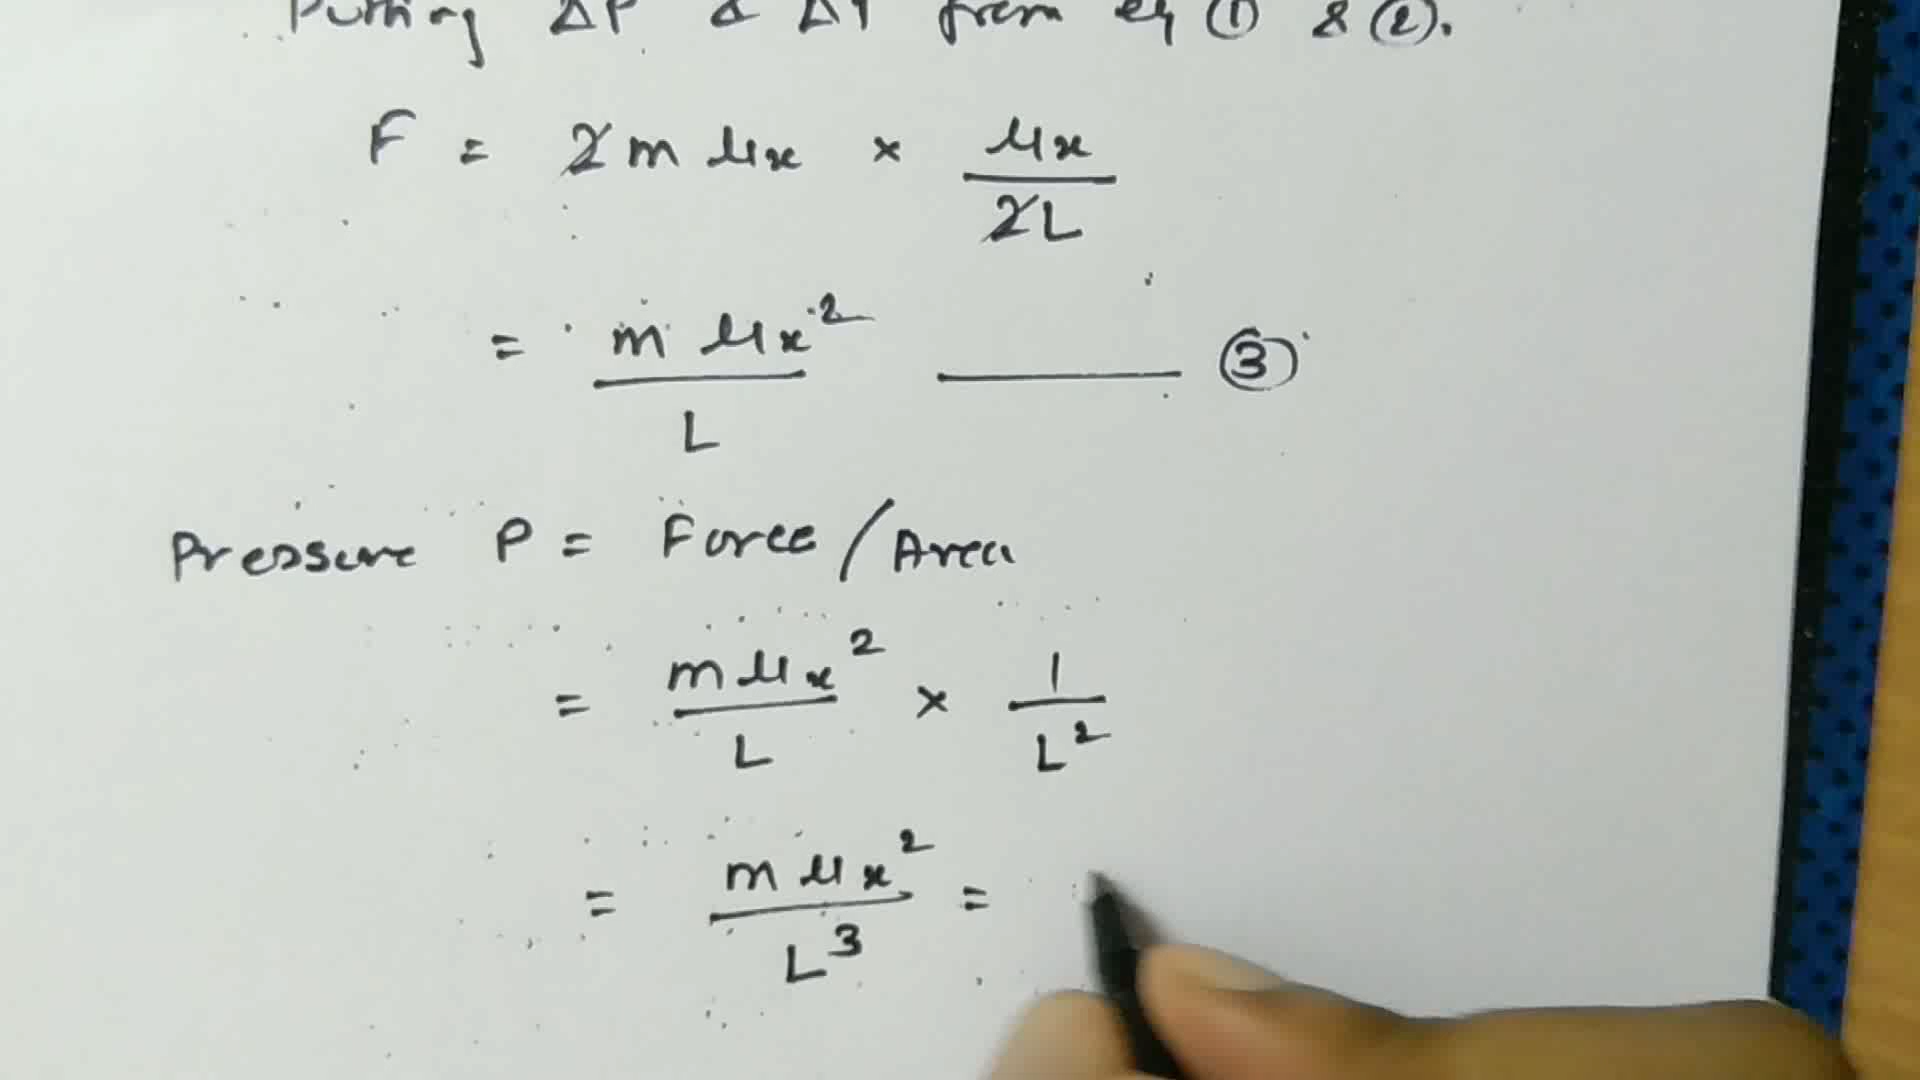 Putting ΔP & ΔT from eq ① & ②.
F = 2 m ux × ux / 2L
= m ux² / L ——— ③
Pressure P = Force / Area
= m ux² / L × 1 / L²
= m ux² / L³ =